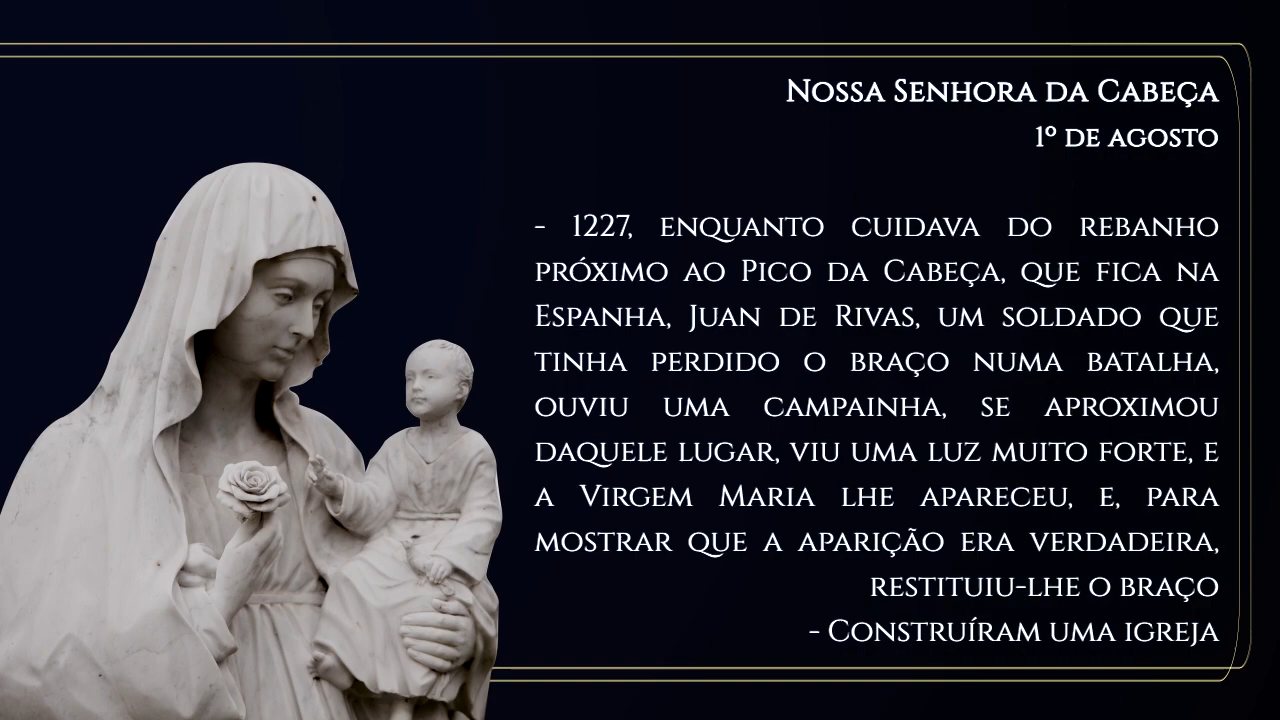 Nossa Senhora da Cabeça
1º de agosto
- 1227, enquanto cuidava do rebanho
próximo ao Pico da Cabeça, que fica na
Espanha, Juan de Rivas, um soldado que
tinha perdido o braço numa batalha,
ouviu uma campainha, se aproximou
daquele lugar, viu uma luz muito forte, e
a Virgem Maria lhe apareceu, e, para
mostrar que a aparição era verdadeira,
restituiu-lhe o braço
- Construíram uma igreja